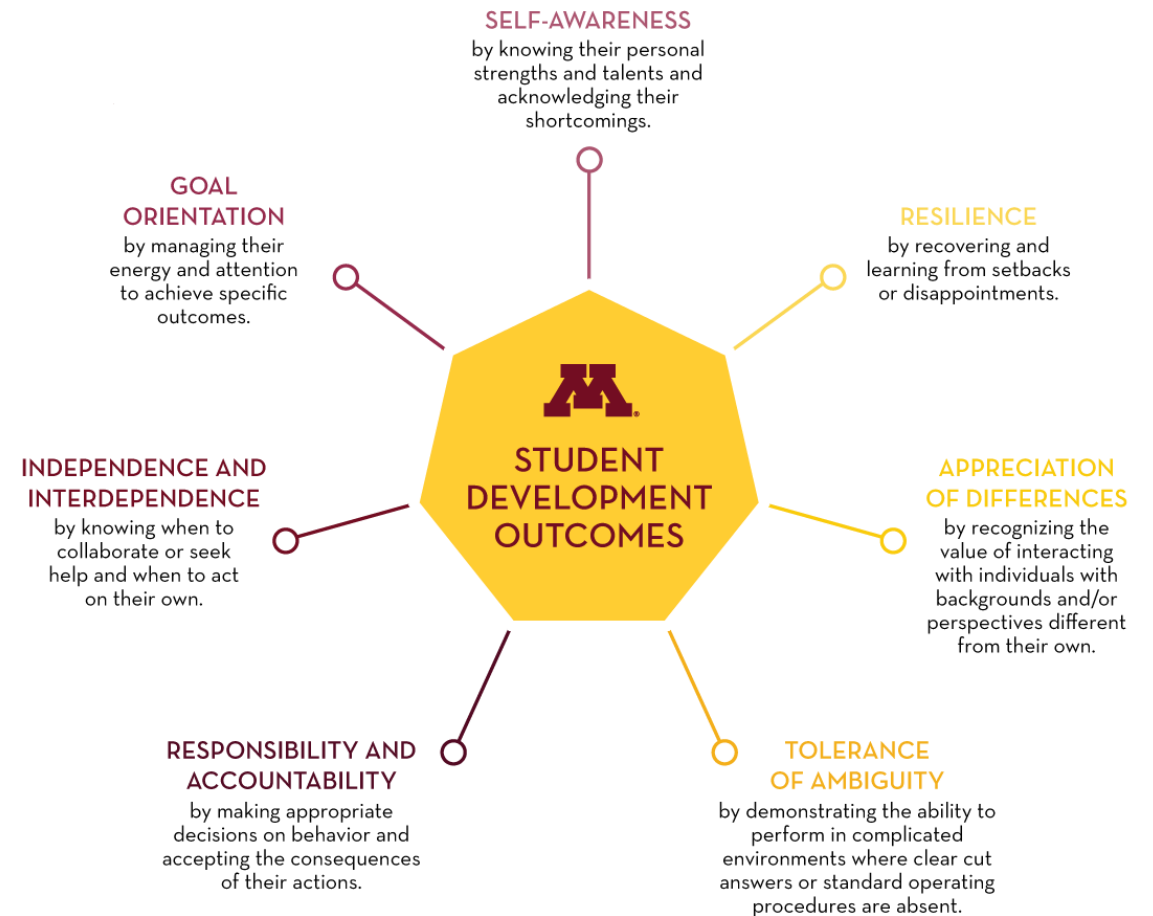 SELF-AWARENESS
by knowing their personal
strengths and talents and
acknowledging their
shortcomings.
GOAL
ORIENTATION
by managing their
energy and attention
to achieve specific
outcomes.
RESILIENCE
by recovering and
learning from setbacks
or disappointments.
M®
STUDENT
DEVELOPMENT
OUTCOMES
INDEPENDENCE AND
INTERDEPENDENCE
by knowing when to
collaborate or seek
help and when to act
on their own.
APPRECIATION
OF DIFFERENCES
by recognizing the
value of interacting
with individuals with
backgrounds and/or
perspectives different
from their own.
RESPONSIBILITY AND
ACCOUNTABILITY
by making appropriate
decisions on behavior and
accepting the consequences
of their actions.
TOLERANCE
OF AMBIGUITY
by demonstrating the ability to
perform in complicated
environments where clear cut
answers or standard operating
procedures are absent.